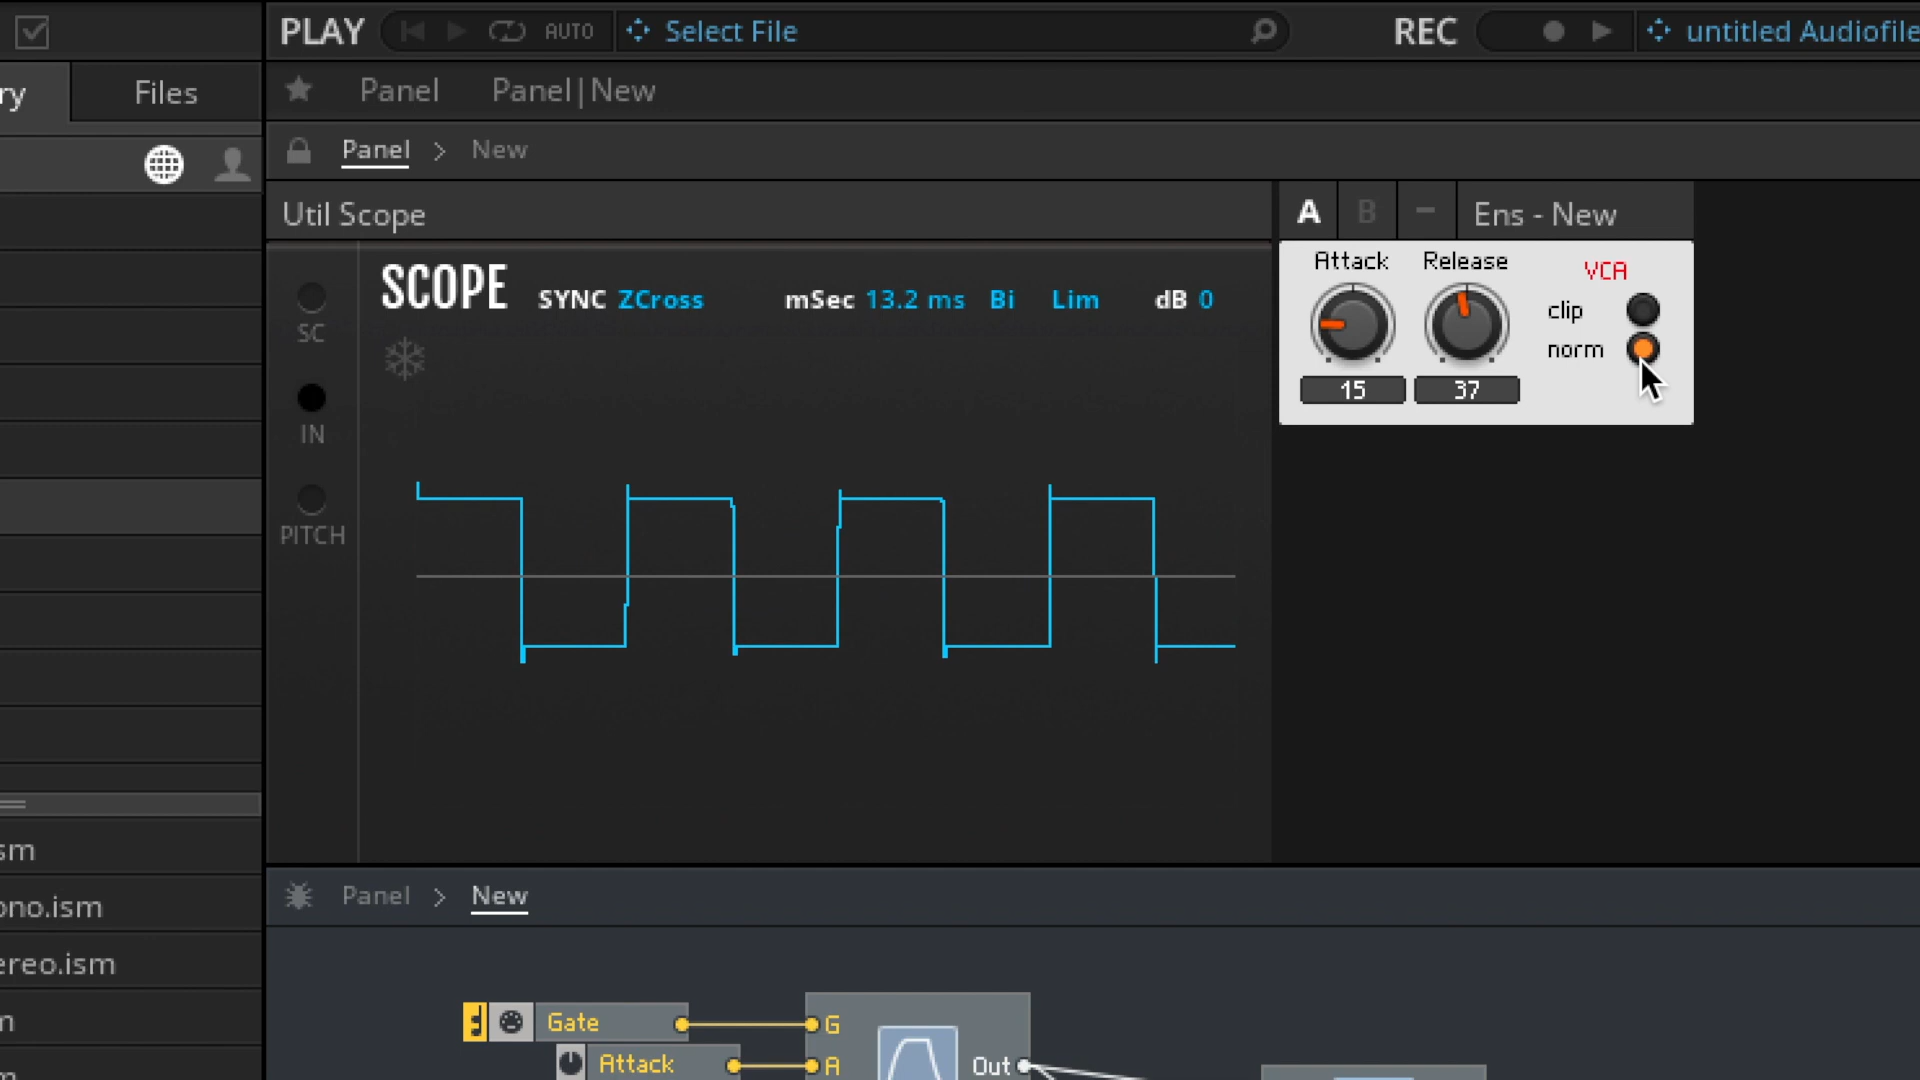 PLAY AUTO Select File REC untitled Audiofile
ry Files Panel Panel|New
Panel > New
Util Scope A B – Ens - New
SCOPE SYNC ZCross mSec 13.2 ms Bi Lim dB 0
Attack Release VCA
SC clip
norm
15 37
IN
PITCH
sm
Panel > New
ono.ism
ereo.ism
Gate G
Attack A Out